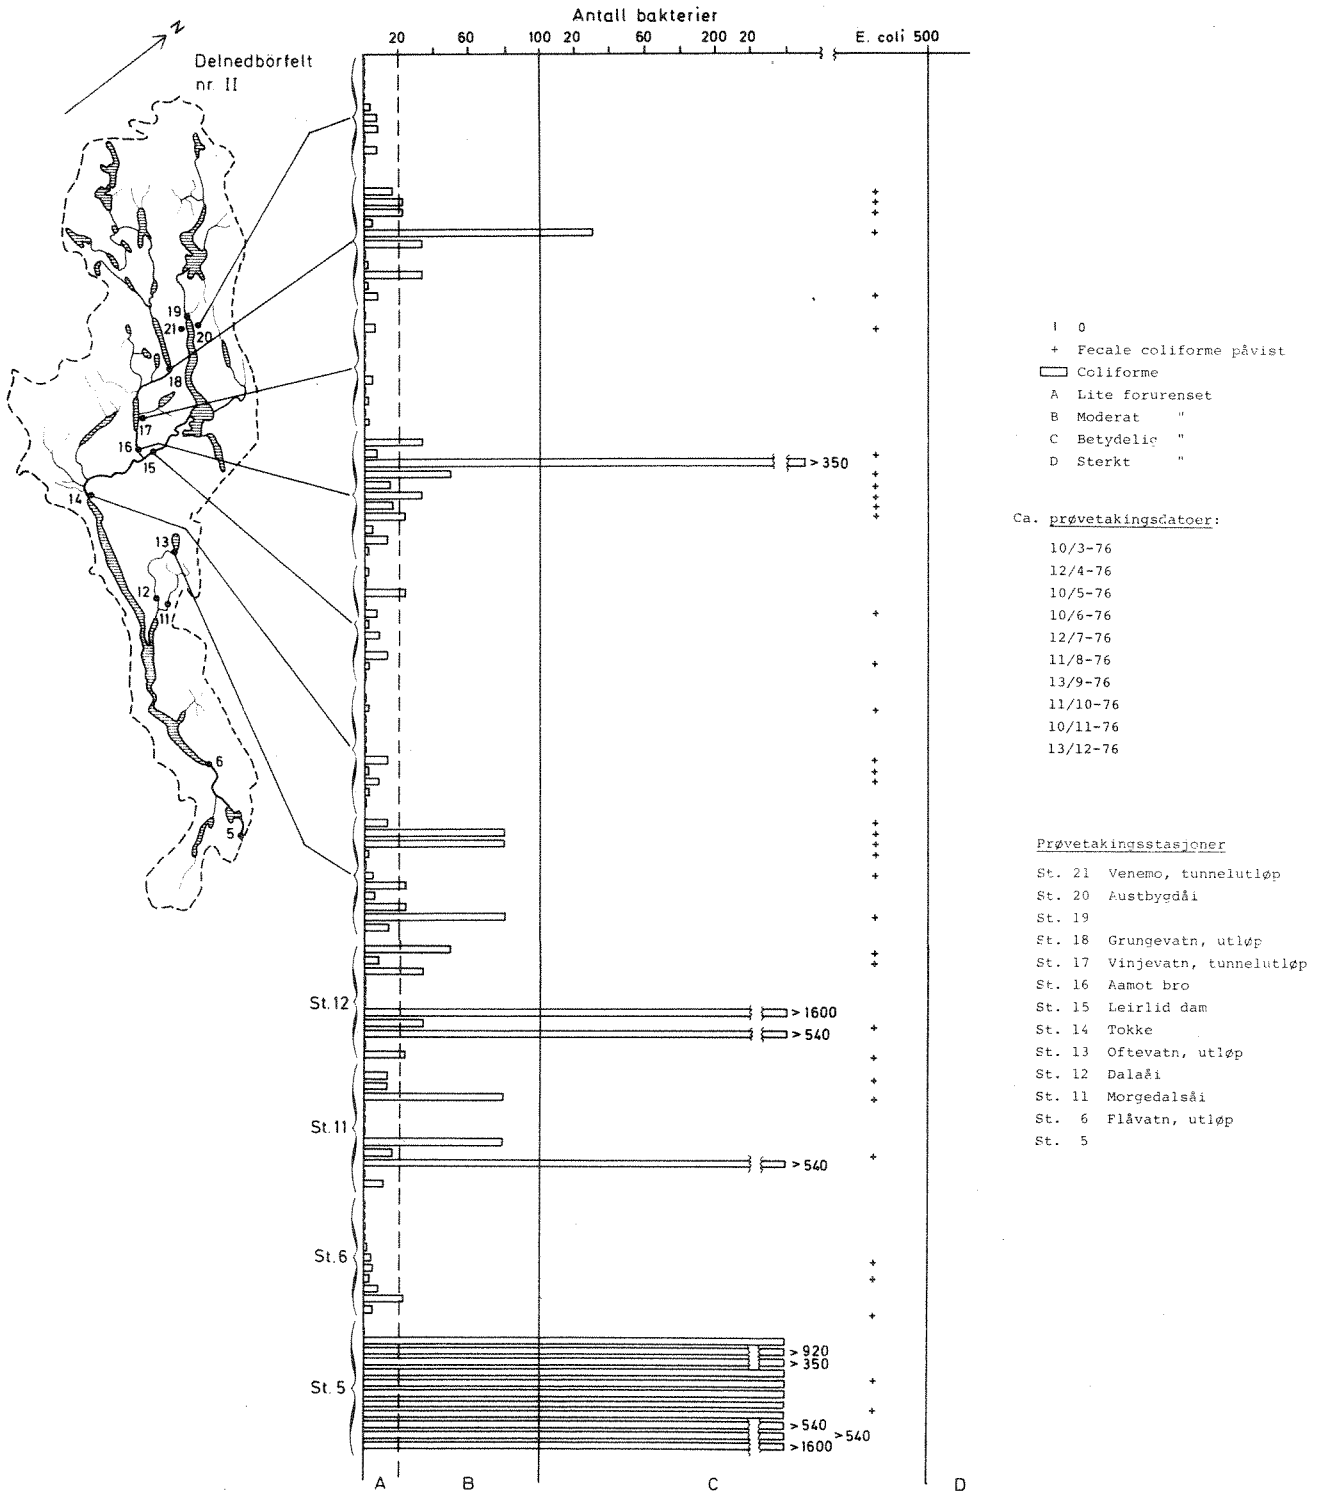 Antall bakterier
20 60 100 20 60 200 20 E. coli 500
N
Delnedbörfelt
nr. II
19
21
20
18
17
16
15
14
13
12
11
6
5
>350
St.12
>1600
>540
St.11
>540
St.6
St.5
>920
>350
>540
>540
>1600
A B C D
I 0
+ Fecale coliforme påvist
Coliforme
A Lite forurenset
B Moderat "
C Betydelig "
D Sterkt "
Ca. prøvetakingsdatoer:
10/3-76
12/4-76
10/5-76
10/6-76
12/7-76
11/8-76
13/9-76
11/10-76
10/11-76
13/12-76
Prøvetakingsstasjoner
St. 21 Venemo, tunnelutløp
St. 20 Austbygdåi
St. 19
St. 18 Grungevatn, utløp
St. 17 Vinjevatn, tunnelutløp
St. 16 Aamot bro
St. 15 Leirlid dam
St. 14 Tokke
St. 13 Oftevatn, utløp
St. 12 Dalaåi
St. 11 Morgedalsåi
St. 6 Flåvatn, utløp
St. 5